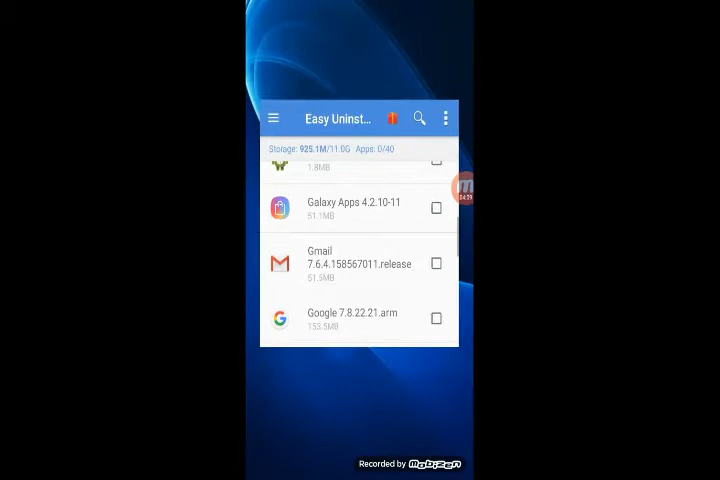 Easy Uninst...
Storage: 925.1M/11.0G Apps: 0/40
1.8MB
Galaxy Apps 4.2.10-11
51.1MB
Gmail
7.6.4.158567011.release
51.5MB
Google 7.8.22.21.arm
153.5MB
04:39
Recorded by mobizen